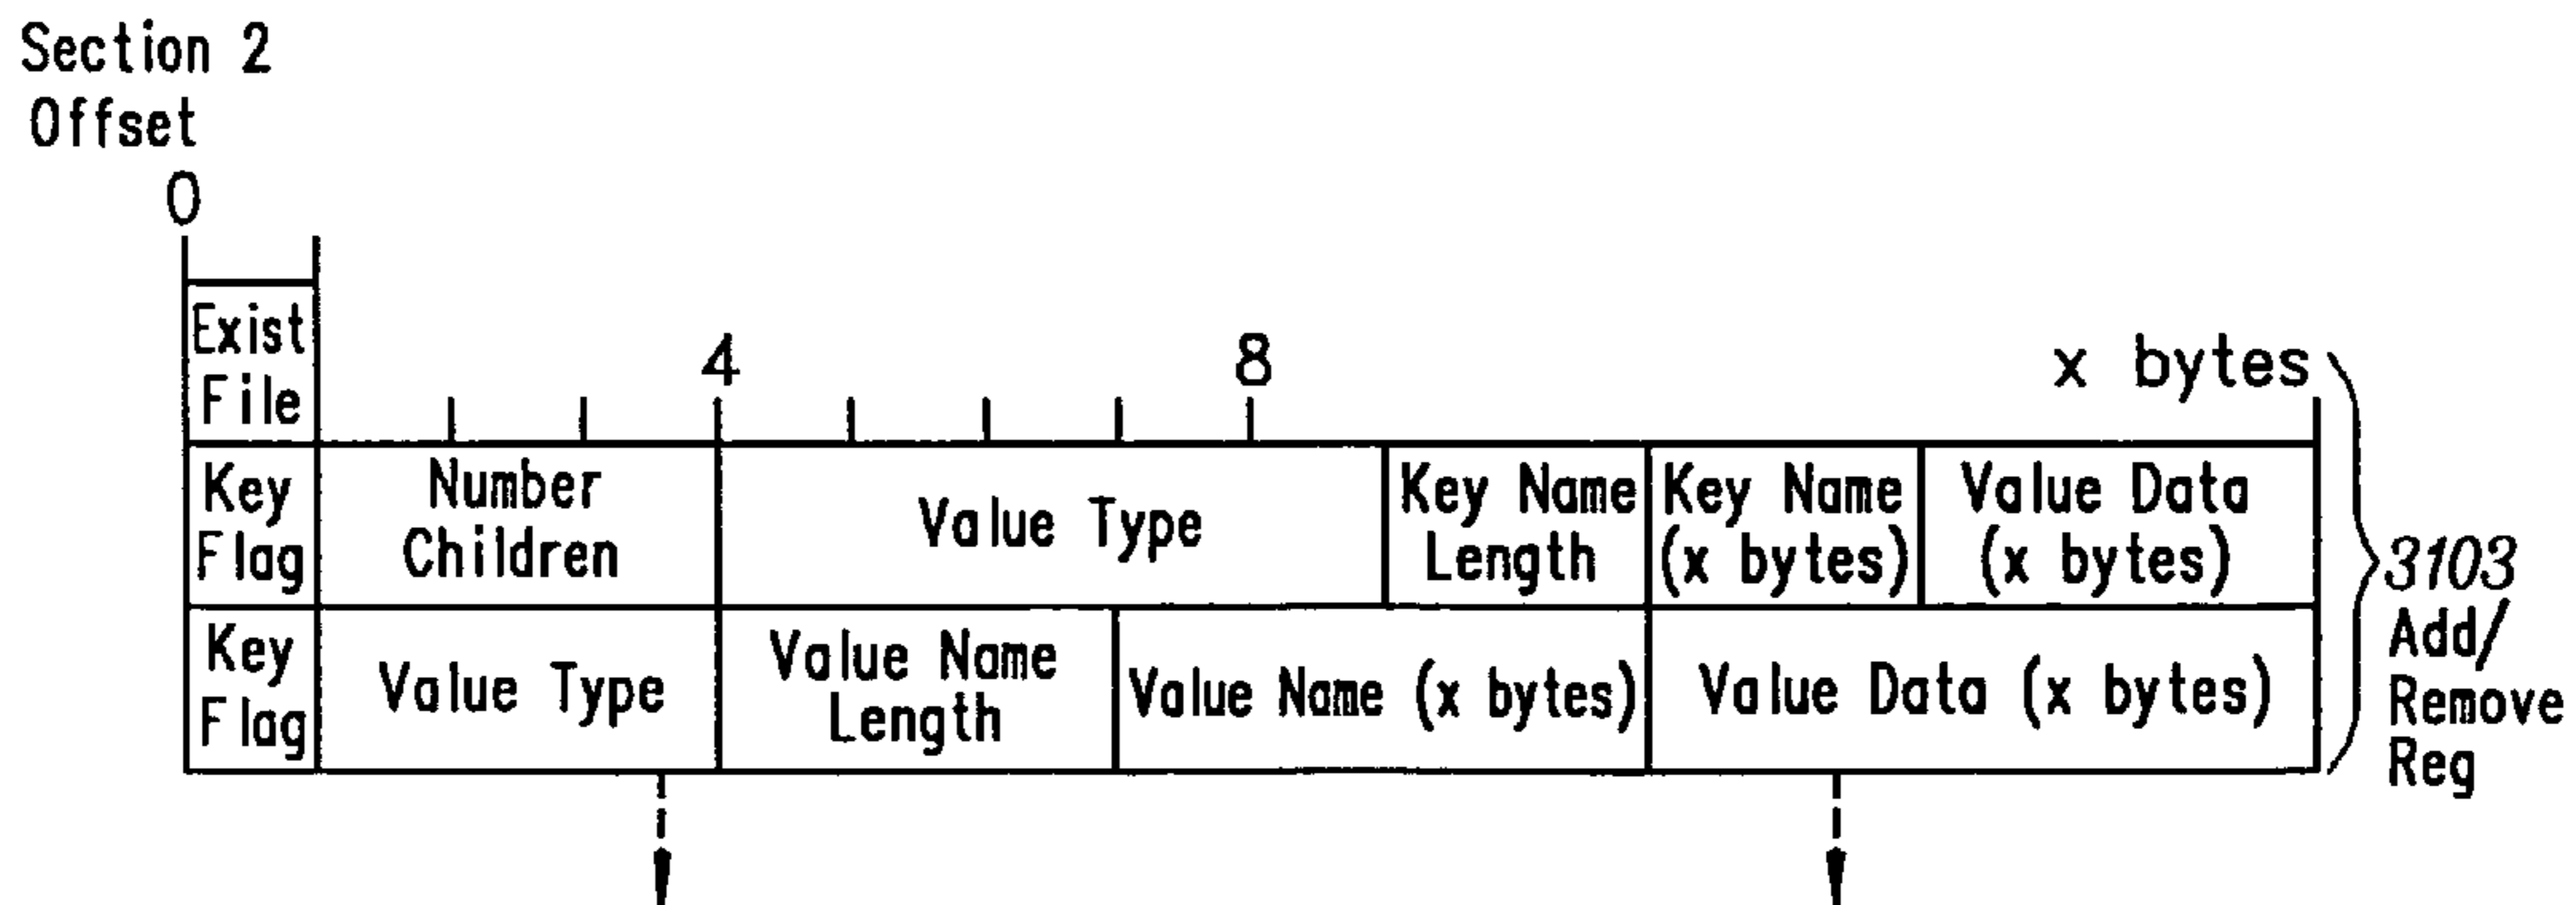 Section 2
Offset
0
Exist
File
4
8
x bytes
Key
Flag
Number
Children
Value Type
Key Name
Length
Key Name
(x bytes)
Value Data
(x bytes)
Key
Flag
Value Type
Value Name
Length
Value Name (x bytes)
Value Data (x bytes)
3103
Add/
Remove
Reg